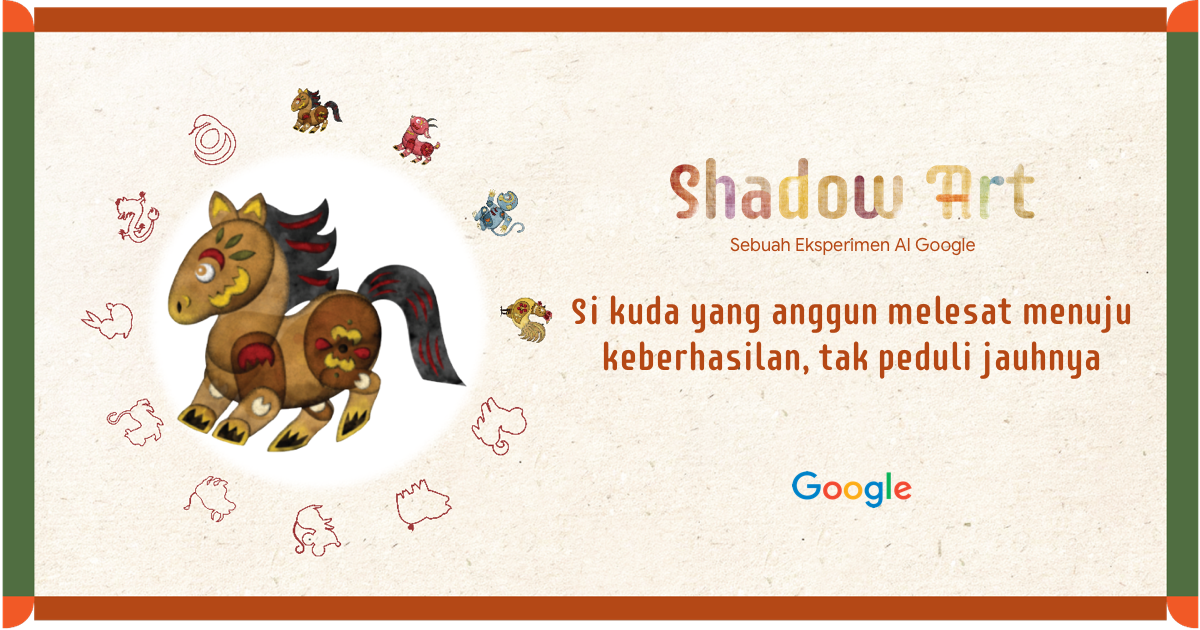 Shadow Art
Sebuah Eksperimen AI Google
Si kuda yang anggun melesat menuju
keberhasilan, tak peduli jauhnya
Google